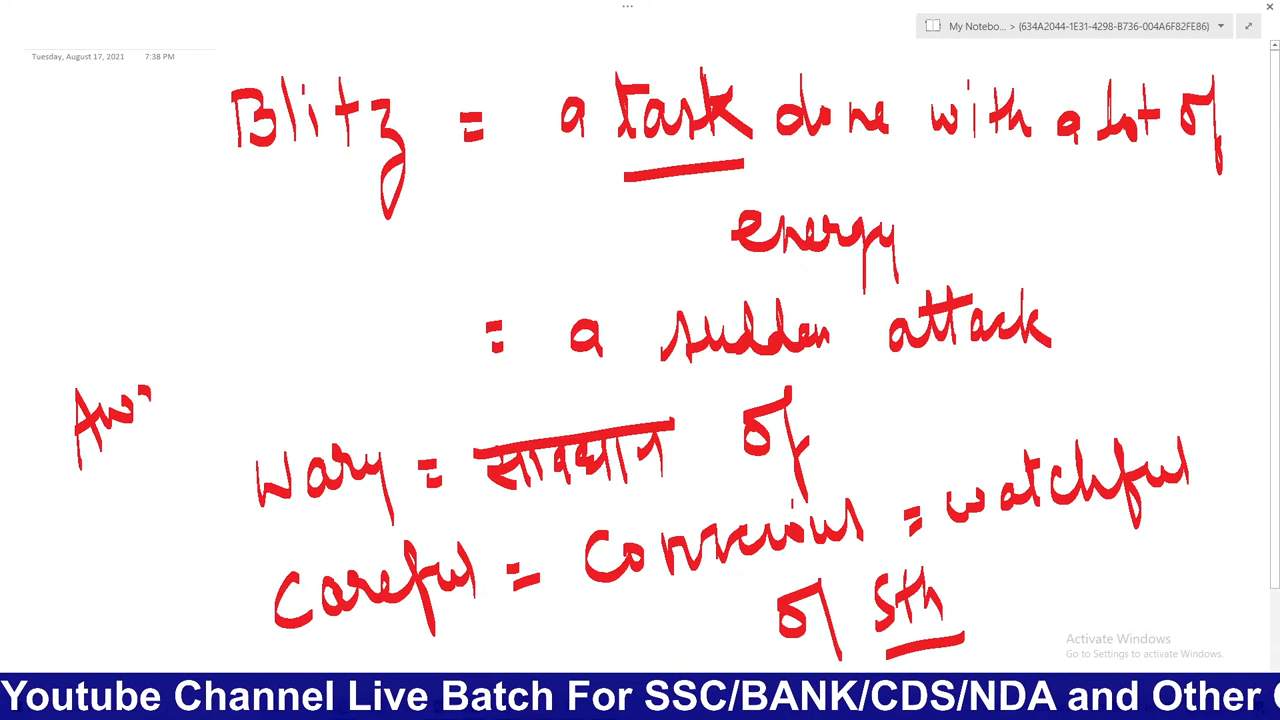 My Notebo... > (634A2044-1E31-4298-B736-004A6F82FE86)
Tuesday, August 17, 2021 7:38 PM
Blitz = a task done with a lot of
energy
= a sudden attack
Wary = सावधान of
Careful = Conscious = watchful
of Sth
Activate Windows
Go to Settings to activate Windows.
Youtube Channel Live Batch For SSC/BANK/CDS/NDA and Other